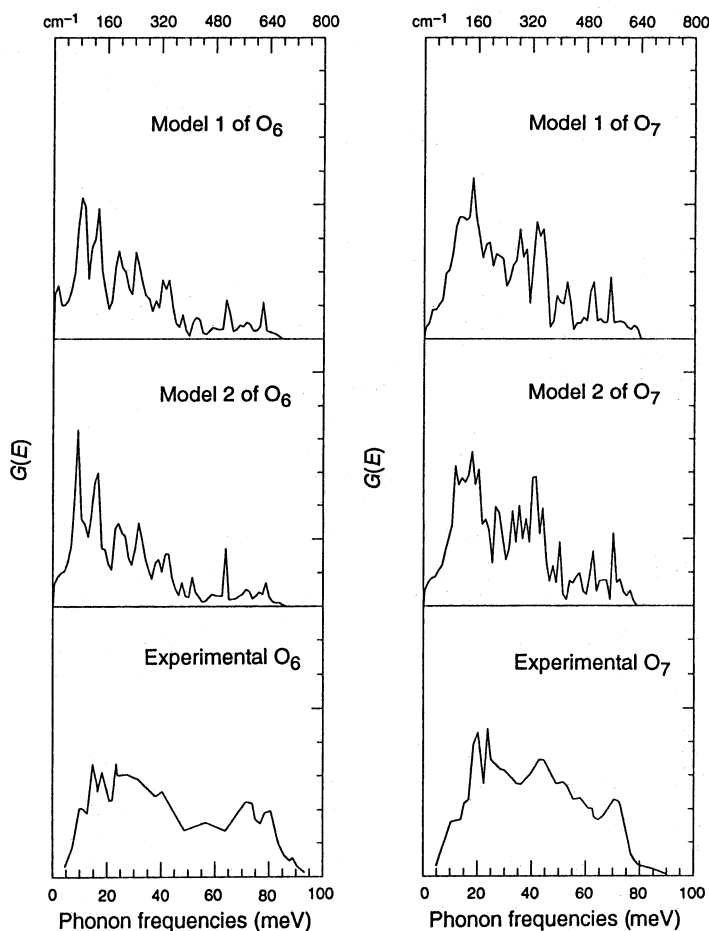 cm⁻¹ 160 320 480 640 800
cm⁻¹ 160 320 480 640 800
Model 1 of O₆
Model 1 of O₇
Model 2 of O₆
Model 2 of O₇
G(E)
G(E)
Experimental O₆
Experimental O₇
0 20 40 60 80 100
0 20 40 60 80 100
Phonon frequencies (meV)
Phonon frequencies (meV)